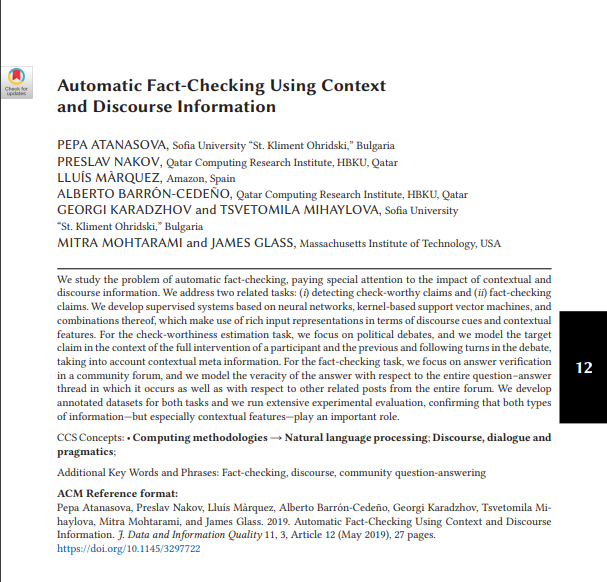 Check for
updates
Automatic Fact-Checking Using Context
and Discourse Information
PEPA ATANASOVA, Sofia University “St. Kliment Ohridski,” Bulgaria
PRESLAV NAKOV, Qatar Computing Research Institute, HBKU, Qatar
LLUÍS MÀRQUEZ, Amazon, Spain
ALBERTO BARRÓN-CEDEÑO, Qatar Computing Research Institute, HBKU, Qatar
GEORGI KARADZHOV and TSVETOMILA MIHAYLOVA, Sofia University
“St. Kliment Ohridski,” Bulgaria
MITRA MOHTARAMI and JAMES GLASS, Massachusetts Institute of Technology, USA
We study the problem of automatic fact-checking, paying special attention to the impact of contextual and
discourse information. We address two related tasks: (i) detecting check-worthy claims and (ii) fact-checking
claims. We develop supervised systems based on neural networks, kernel-based support vector machines, and
combinations thereof, which make use of rich input representations in terms of discourse cues and contextual
features. For the check-worthiness estimation task, we focus on political debates, and we model the target
claim in the context of the full intervention of a participant and the previous and following turns in the debate,
taking into account contextual meta information. For the fact-checking task, we focus on answer verification
in a community forum, and we model the veracity of the answer with respect to the entire question–answer
thread in which it occurs as well as with respect to other related posts from the entire forum. We develop
annotated datasets for both tasks and we run extensive experimental evaluation, confirming that both types
of information—but especially contextual features—play an important role.
12
CCS Concepts: • Computing methodologies → Natural language processing; Discourse, dialogue and
pragmatics;
Additional Key Words and Phrases: Fact-checking, discourse, community question-answering
ACM Reference format:
Pepa Atanasova, Preslav Nakov, Lluís Màrquez, Alberto Barrón-Cedeño, Georgi Karadzhov, Tsvetomila Mi-
haylova, Mitra Mohtarami, and James Glass. 2019. Automatic Fact-Checking Using Context and Discourse
Information. J. Data and Information Quality 11, 3, Article 12 (May 2019), 27 pages.
https://doi.org/10.1145/3297722